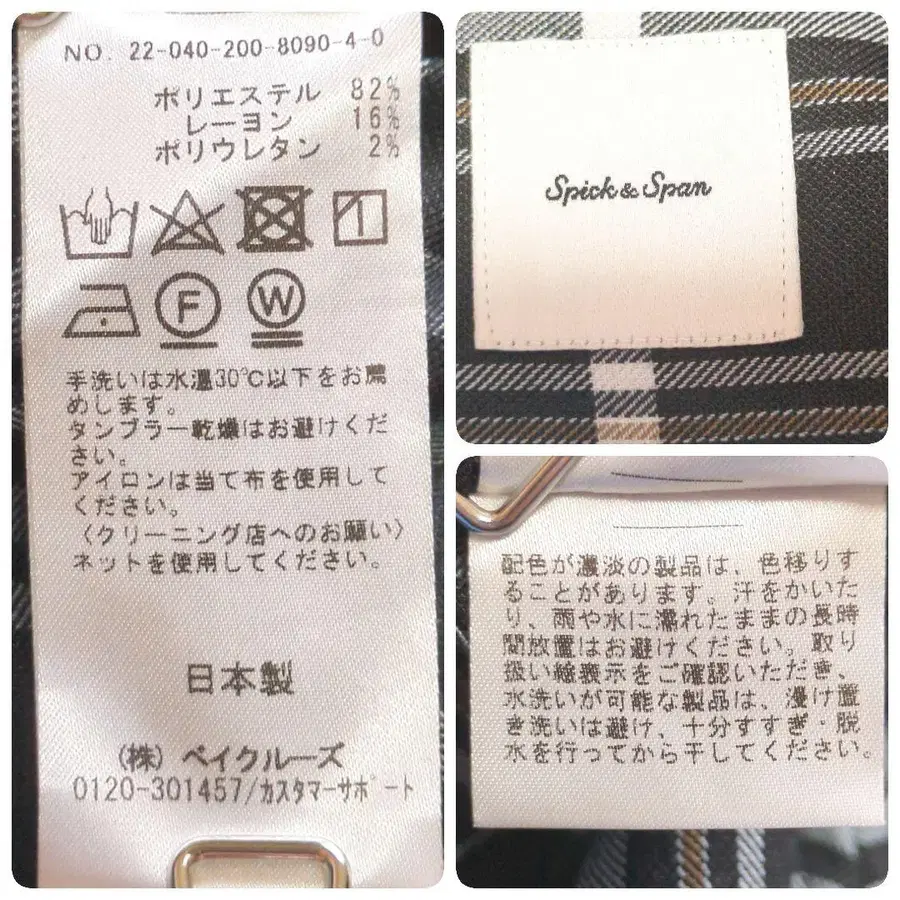 NO. 22-040-200-8090-4-0
ポリエステル 82%
レーヨン 16%
ポリウレタン 2%
F
W
手洗いは水温30℃以下をお薦
めします。
タンブラー乾燥はお避けくだ
さい。
アイロンは当て布を使用して
ください。
〈クリーニング店へのお願い〉
ネットを使用してください。
日本製
(株) ベイクルーズ
0120-301457/カスタマーサポート
Spick & Span
配色が濃淡の製品は、色移りす
ることがあります。汗をかいた
り、雨や水に濡れたままの長時
間放置はお避けください。取り
扱い絵表示をご確認いただき、
水洗いが可能な製品は、浸け置
き洗いは避け、十分すすぎ・脱
水を行ってから干してください。